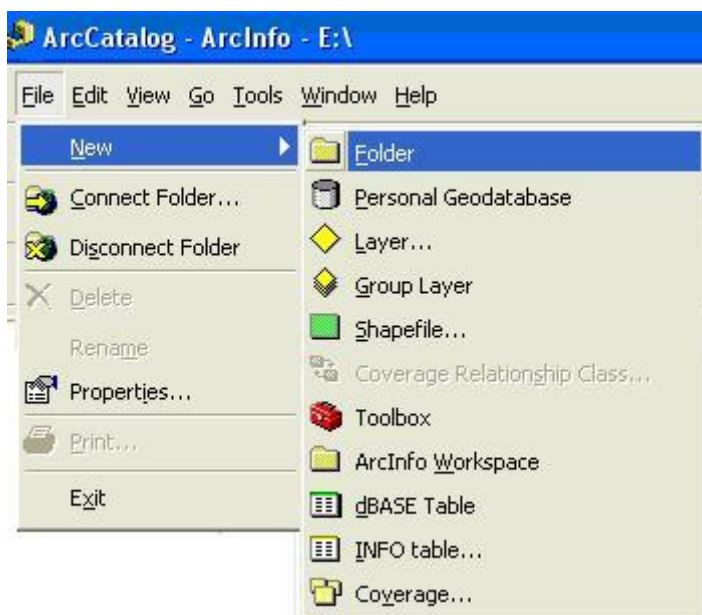 ArcCatalog - ArcInfo - E:\
File Edit View Go Tools Window Help
New
Connect Folder...
Disconnect Folder
Delete
Rename
Properties...
Print...
Exit
Folder
Personal Geodatabase
Layer...
Group Layer
Shapefile...
Coverage Relationship Class...
Toolbox
ArcInfo Workspace
dBASE Table
INFO table...
Coverage...